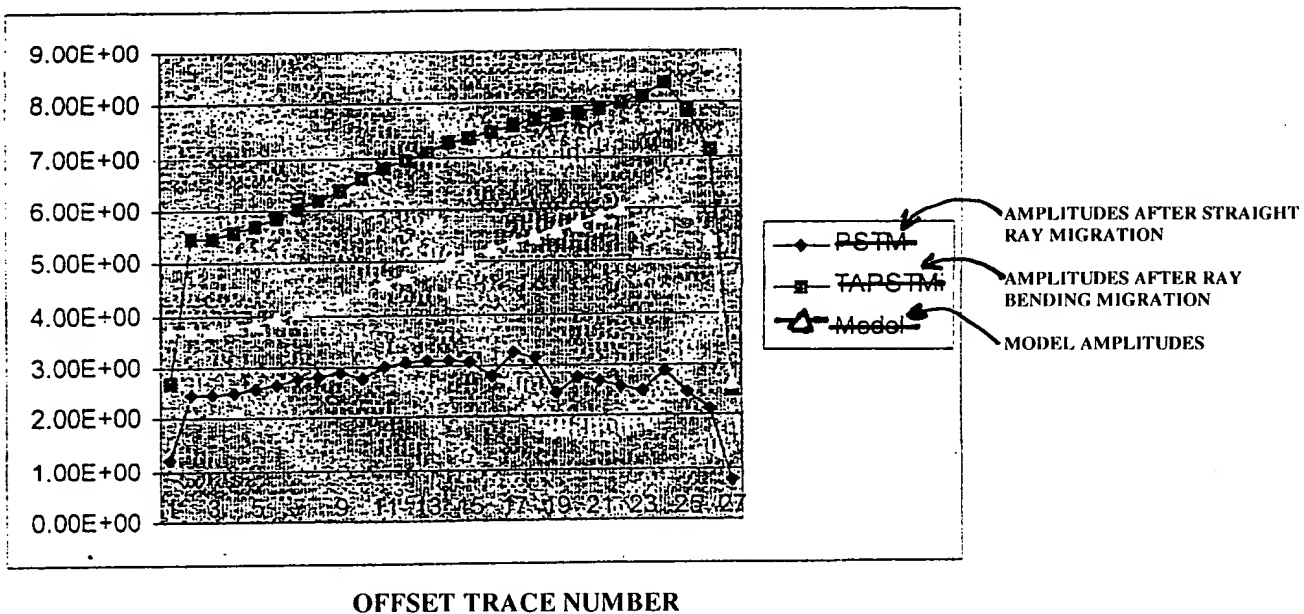 9.00E+00
8.00E+00
7.00E+00
6.00E+00
5.00E+00
4.00E+00
3.00E+00
2.00E+00
1.00E+00
0.00E+00
1 3 5 7 9 11 13 15 17 19 21 23 25 27
OFFSET TRACE NUMBER
PSTM
TAPSTM
Model
AMPLITUDES AFTER STRAIGHT
RAY MIGRATION
AMPLITUDES AFTER RAY
BENDING MIGRATION
MODEL AMPLITUDES